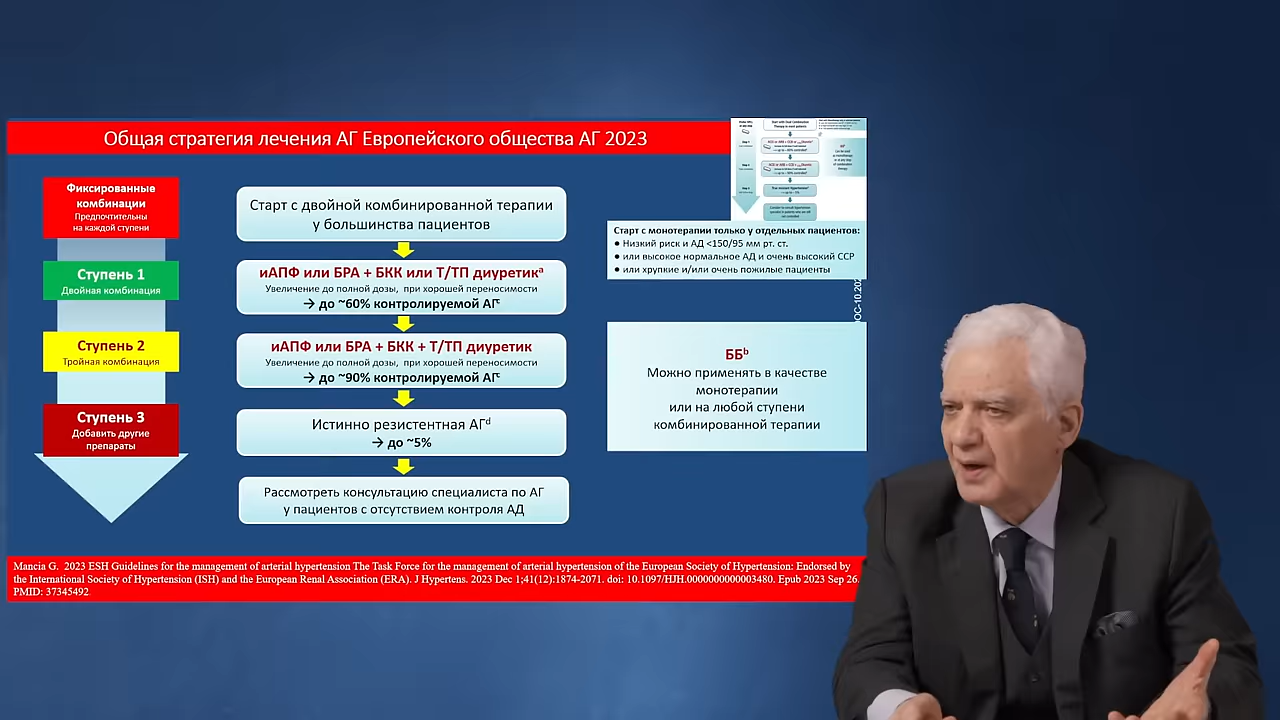 Общая стратегия лечения АГ Европейского общества АГ 2023
Фиксированные
комбинации
Предпочтительны
на каждой ступени
Ступень 1
Двойная комбинация
Ступень 2
Тройная комбинация
Ступень 3
Добавить другие
препараты
Старт с двойной комбинированной терапии
у большинства пациентов
иАПФ или БРА + БКК или Т/ТП диуретикᵃ
Увеличение до полной дозы, при хорошей переносимости
→ до ~60% контролируемой АГᶜ
иАПФ или БРА + БКК + Т/ТП диуретик
Увеличение до полной дозы, при хорошей переносимости
→ до ~90% контролируемой АГᶜ
Истинно резистентная АГᵈ
→ до ~5%
Рассмотреть консультацию специалиста по АГ
у пациентов с отсутствием контроля АД
Start with Dual Combination
Therapy in most patients
Старт с монотерапии только у отдельных пациентов:
● Низкий риск и АД <150/95 мм рт. ст.
● или высокое нормальное АД и очень высокий ССР
● или хрупкие и/или очень пожилые пациенты
ББᵇ
Можно применять в качестве
монотерапии
или на любой ступени
комбинированной терапии
Mancia G. 2023 ESH Guidelines for the management of arterial hypertension The Task Force for the management of arterial hypertension of the European Society of Hypertension: Endorsed by
the International Society of Hypertension (ISH) and the European Renal Association (ERA). J Hypertens. 2023 Dec 1;41(12):1874-2071. doi: 10.1097/HJH.0000000000003480. Epub 2023 Sep 26.
PMID: 37345492.